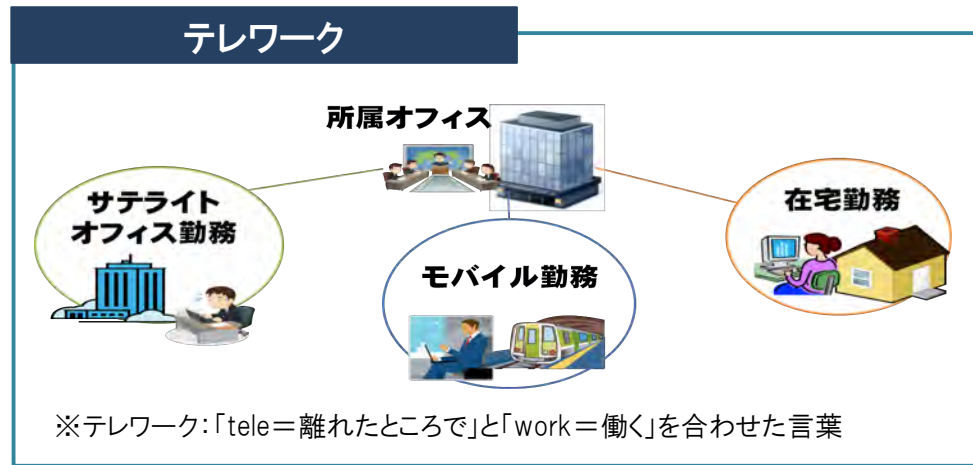 テレワーク
所属オフィス
サテライト
オフィス勤務
モバイル勤務
在宅勤務
※テレワーク：「tele＝離れたところで」と「work＝働く」を合わせた言葉